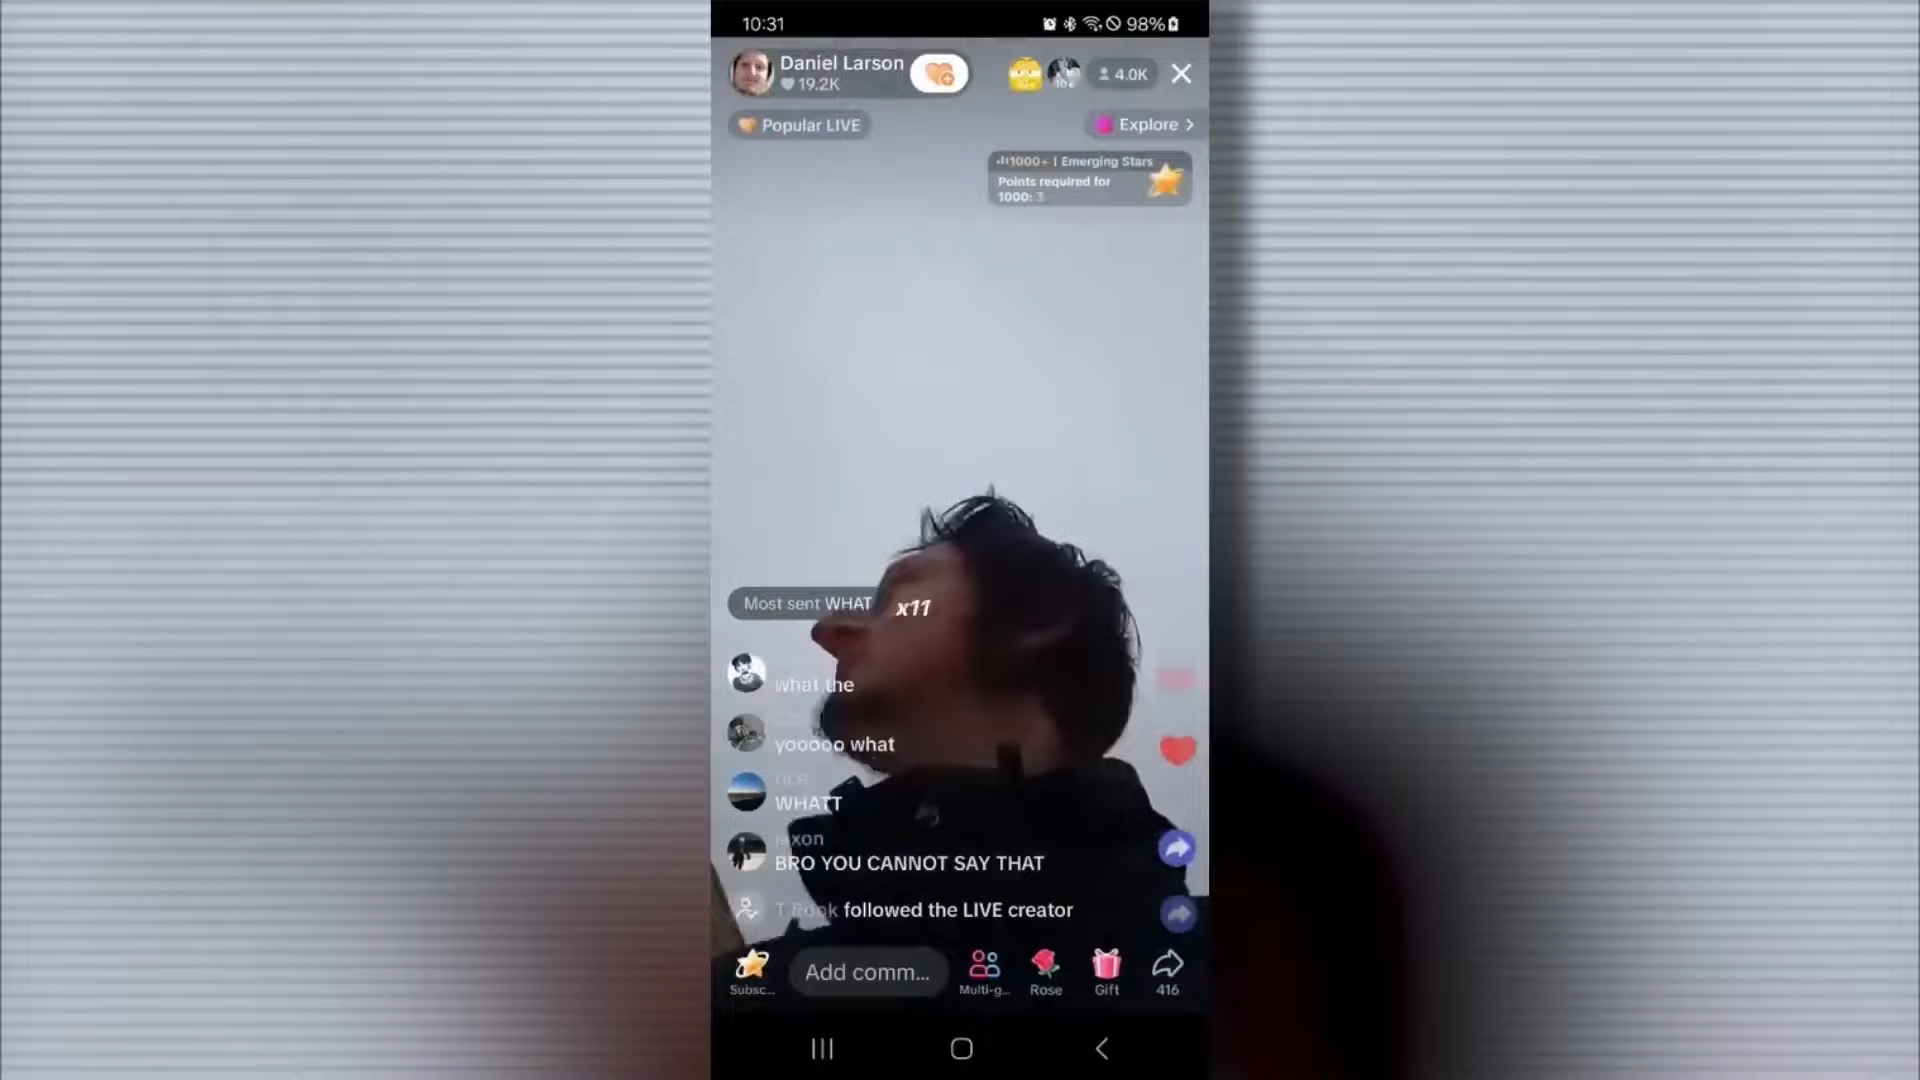 10:31
98%
Daniel Larson
19.2K
4.0K
Popular LIVE
Explore >
1000+ | Emerging Stars
Points required for
1000: 3
Most sent WHAT x11
what the
yooooo what
WHATT
BRO YOU CANNOT SAY THAT
followed the LIVE creator
Add comm...
Subsc...
Multi-g...
Rose
Gift
416